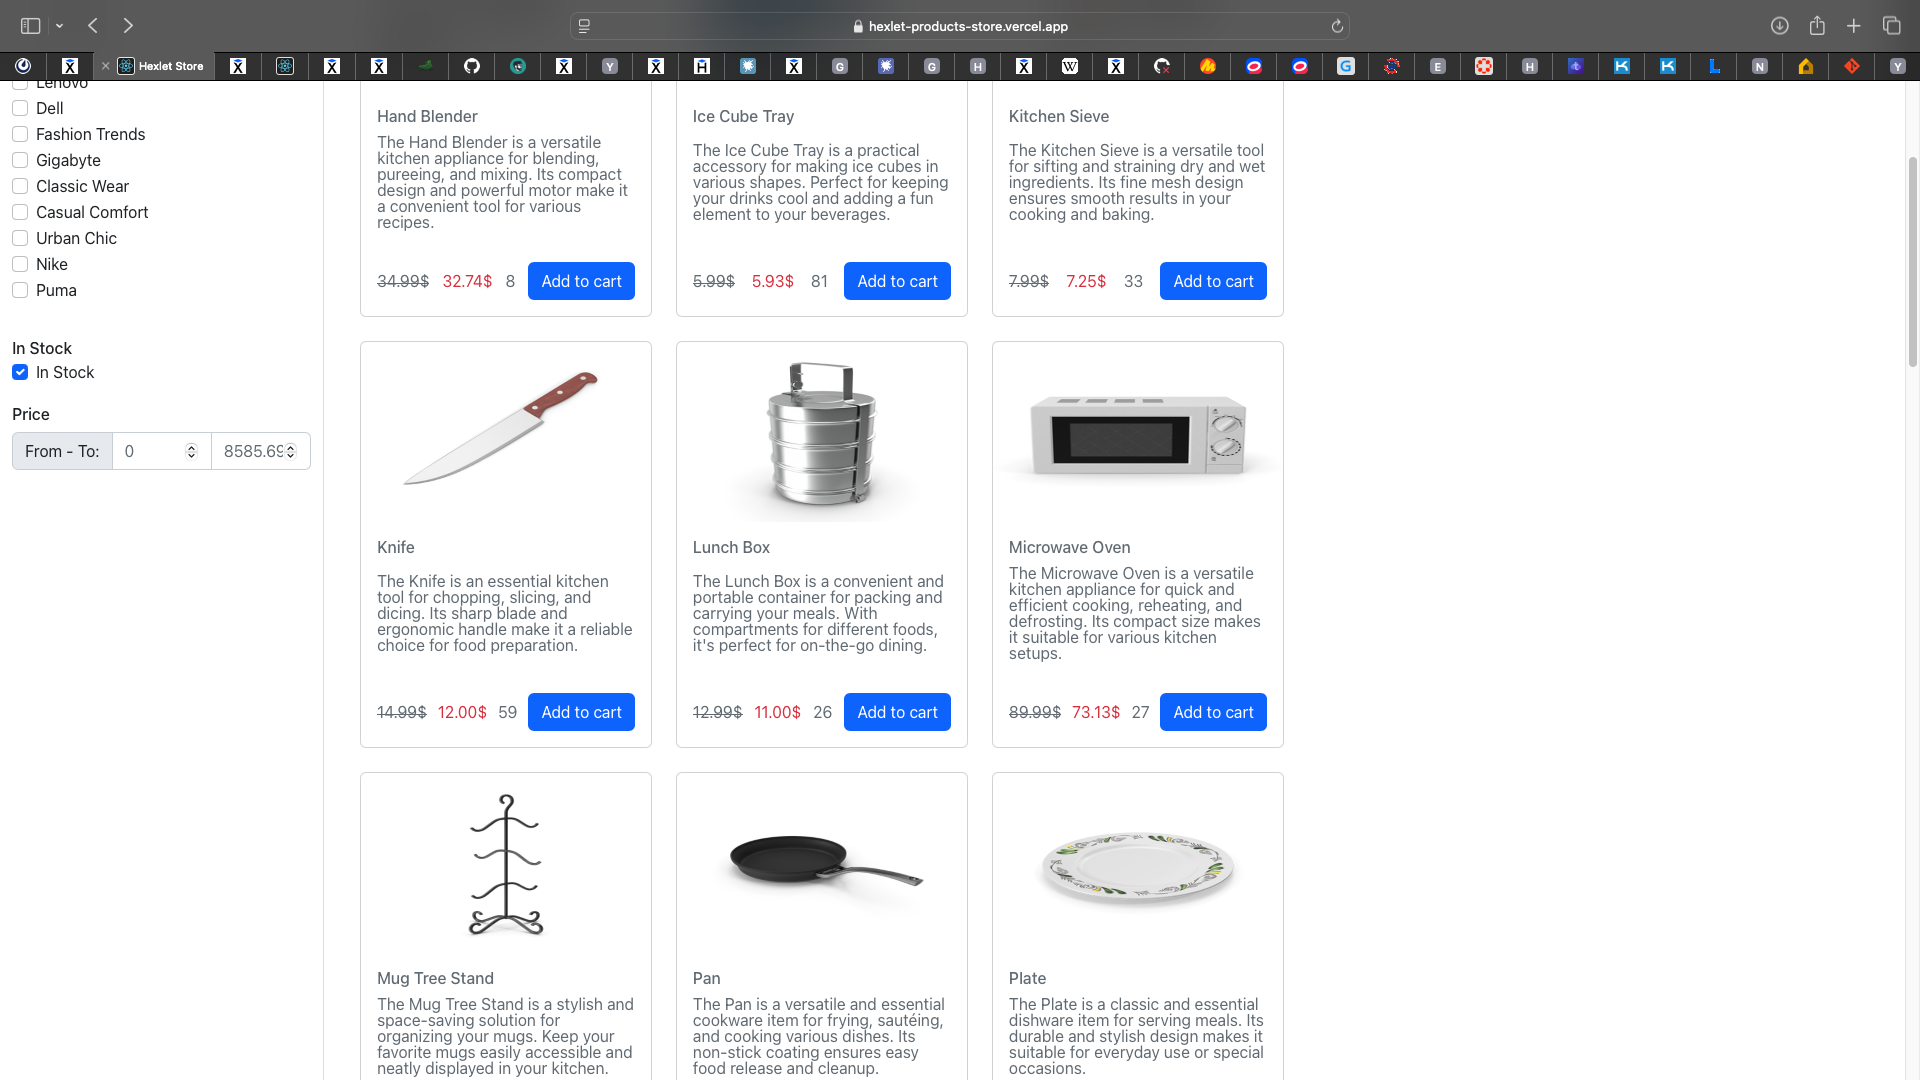 hexlet-products-store.vercel.app
Hexlet Store
Lenovo
Dell
Fashion Trends
Gigabyte
Classic Wear
Casual Comfort
Urban Chic
Nike
Puma
In Stock
In Stock
Price
From - To:
0
8585.69
Hand Blender
The Hand Blender is a versatile
kitchen appliance for blending,
pureeing, and mixing. Its compact
design and powerful motor make it
a convenient tool for various
recipes.
34.99$ 32.74$ 8 Add to cart
Ice Cube Tray
The Ice Cube Tray is a practical
accessory for making ice cubes in
various shapes. Perfect for keeping
your drinks cool and adding a fun
element to your beverages.
5.99$ 5.93$ 81 Add to cart
Kitchen Sieve
The Kitchen Sieve is a versatile tool
for sifting and straining dry and wet
ingredients. Its fine mesh design
ensures smooth results in your
cooking and baking.
7.99$ 7.25$ 33 Add to cart
Knife
The Knife is an essential kitchen
tool for chopping, slicing, and
dicing. Its sharp blade and
ergonomic handle make it a reliable
choice for food preparation.
14.99$ 12.00$ 59 Add to cart
Lunch Box
The Lunch Box is a convenient and
portable container for packing and
carrying your meals. With
compartments for different foods,
it's perfect for on-the-go dining.
12.99$ 11.00$ 26 Add to cart
Microwave Oven
The Microwave Oven is a versatile
kitchen appliance for quick and
efficient cooking, reheating, and
defrosting. Its compact size makes
it suitable for various kitchen
setups.
89.99$ 73.13$ 27 Add to cart
Mug Tree Stand
The Mug Tree Stand is a stylish and
space-saving solution for
organizing your mugs. Keep your
favorite mugs easily accessible and
neatly displayed in your kitchen.
Pan
The Pan is a versatile and essential
cookware item for frying, sautéing,
and cooking various dishes. Its
non-stick coating ensures easy
food release and cleanup.
Plate
The Plate is a classic and essential
dishware item for serving meals. Its
durable and stylish design makes it
suitable for everyday use or special
occasions.